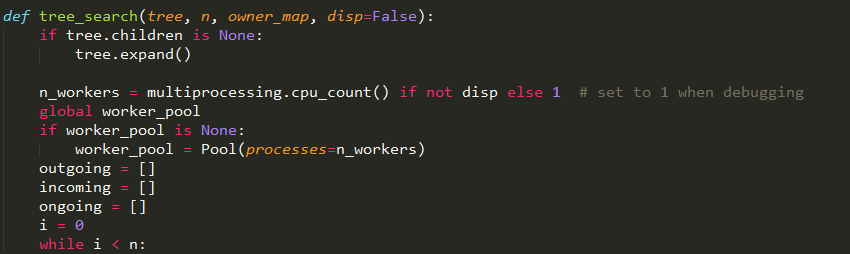 def tree_search(tree, n, owner_map, disp=False):
    if tree.children is None:
        tree.expand()

    n_workers = multiprocessing.cpu_count() if not disp else 1  # set to 1 when debugging
    global worker_pool
    if worker_pool is None:
        worker_pool = Pool(processes=n_workers)
    outgoing = []
    incoming = []
    ongoing = []
    i = 0
    while i < n: